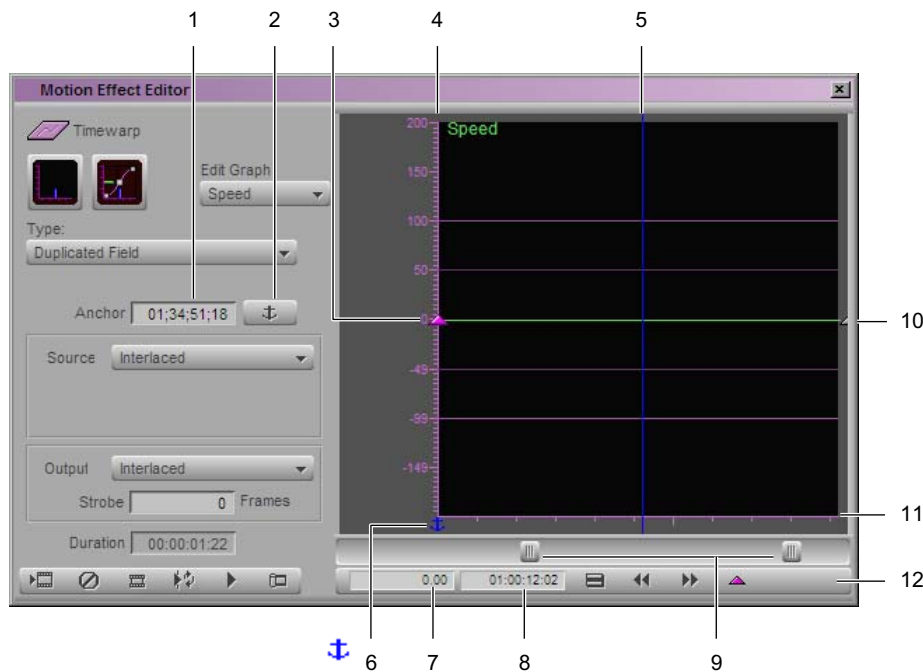 1 2 3 4 5
Motion Effect Editor
Timewarp
Edit Graph
Speed
Type:
Duplicated Field
Anchor 01;34;51;18
Source Interlaced
Output Interlaced
Strobe 0 Frames
Duration 00:00:01:22
Speed
200
150
100
50
0
-49
-99
-149
10
11
0.00 01:00:12:02
12
6 7 8 9